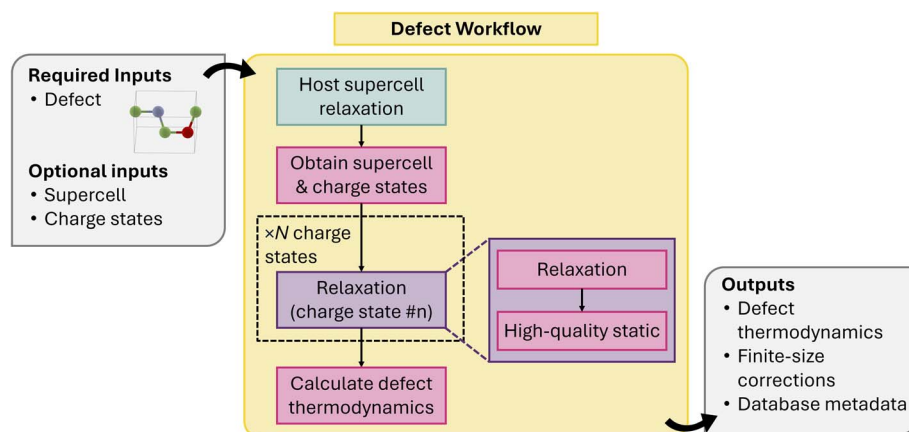 Defect Workflow
Required Inputs
• Defect
Optional inputs
• Supercell
• Charge states
Host supercell
relaxation
Obtain supercell
& charge states
×N charge
states
Relaxation
(charge state #n)
Relaxation
High-quality static
Calculate defect
thermodynamics
Outputs
• Defect
thermodynamics
• Finite-size
corrections
• Database metadata